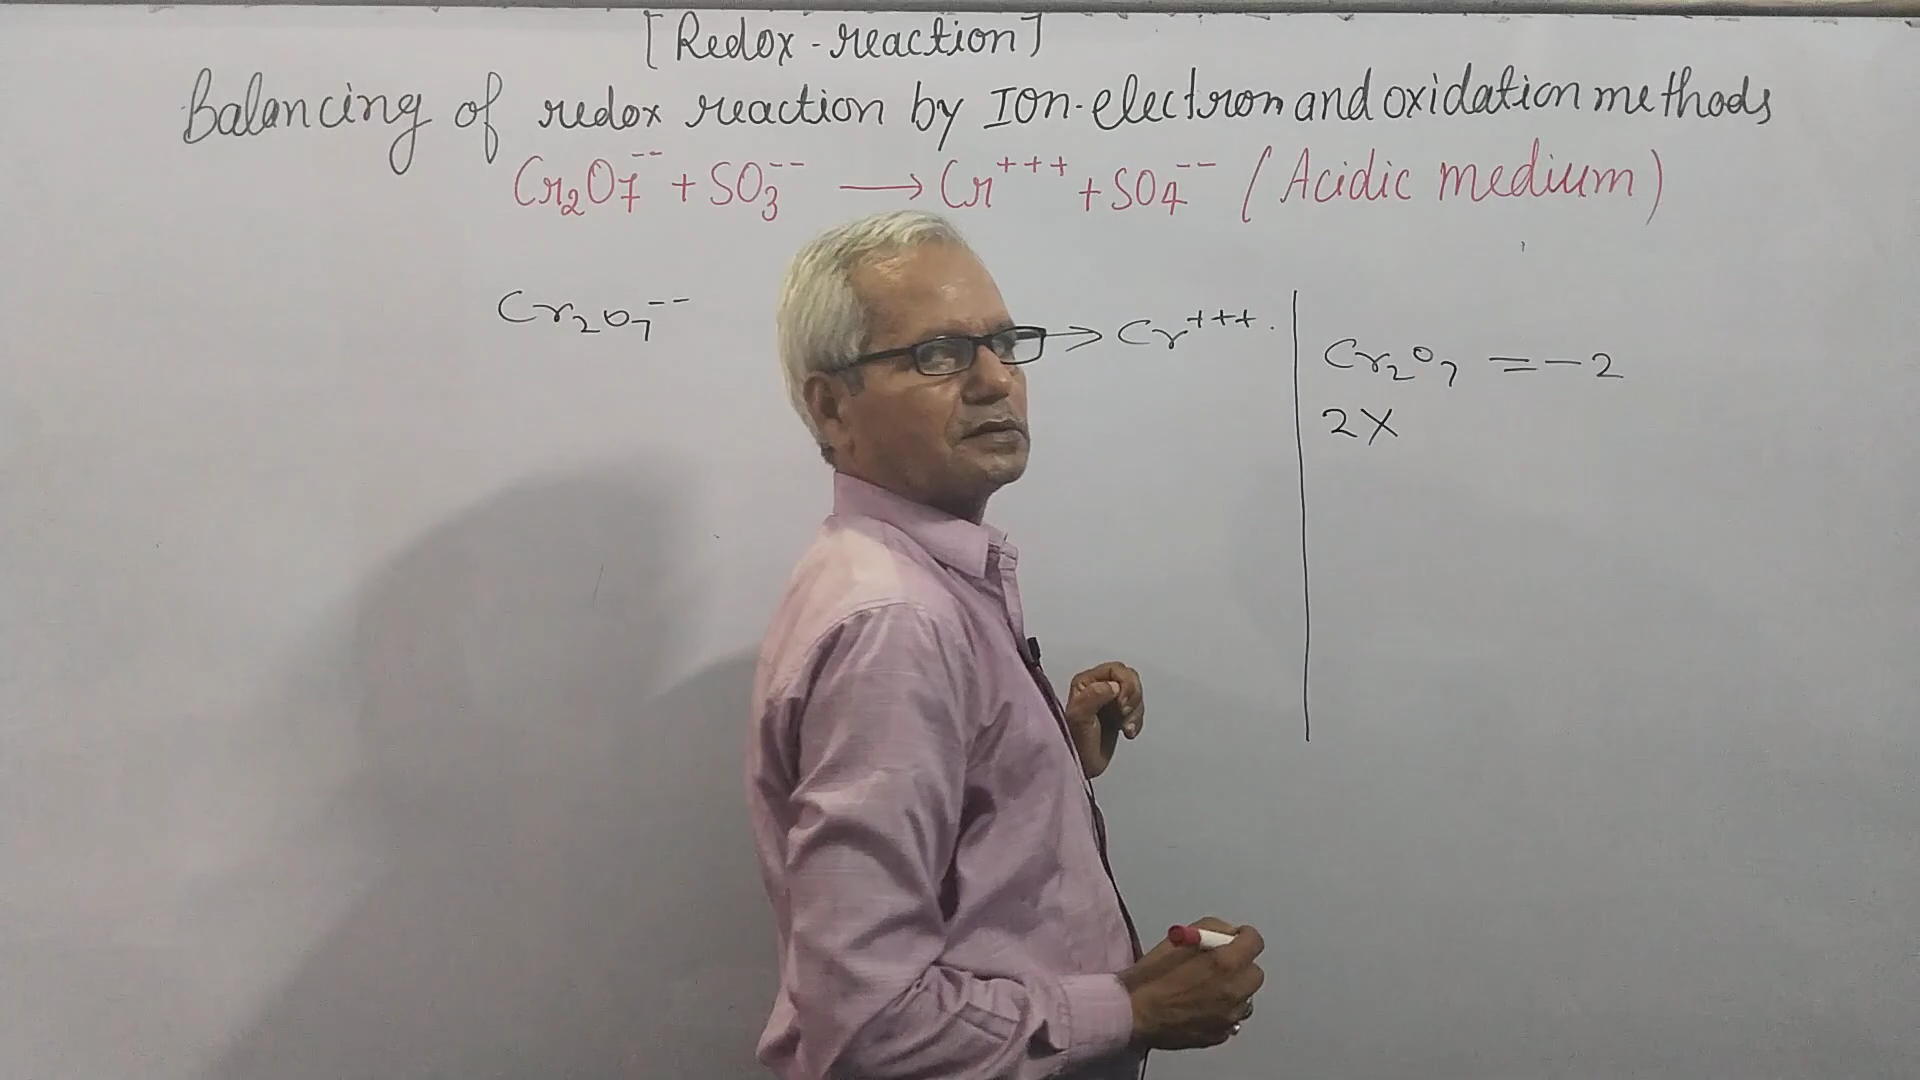 [Redox-reaction]
Balancing of redox reaction by Ion-electron and oxidation methods
Cr₂O₇⁻⁻ + SO₃⁻⁻ ⟶ Cr⁺⁺⁺ + SO₄⁻⁻ (Acidic medium)
Cr₂O₇⁻⁻ → Cr⁺⁺⁺.
Cr₂O₇ = -2
2X